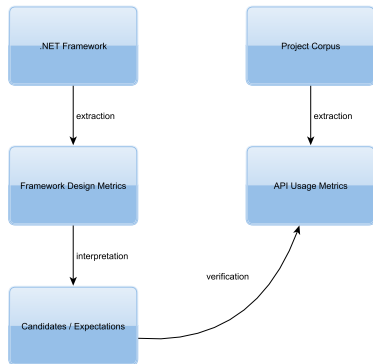 .NET Framework
Project Corpus
extraction
extraction
Framework Design Metrics
API Usage Metrics
interpretation
verification
Candidates / Expectations